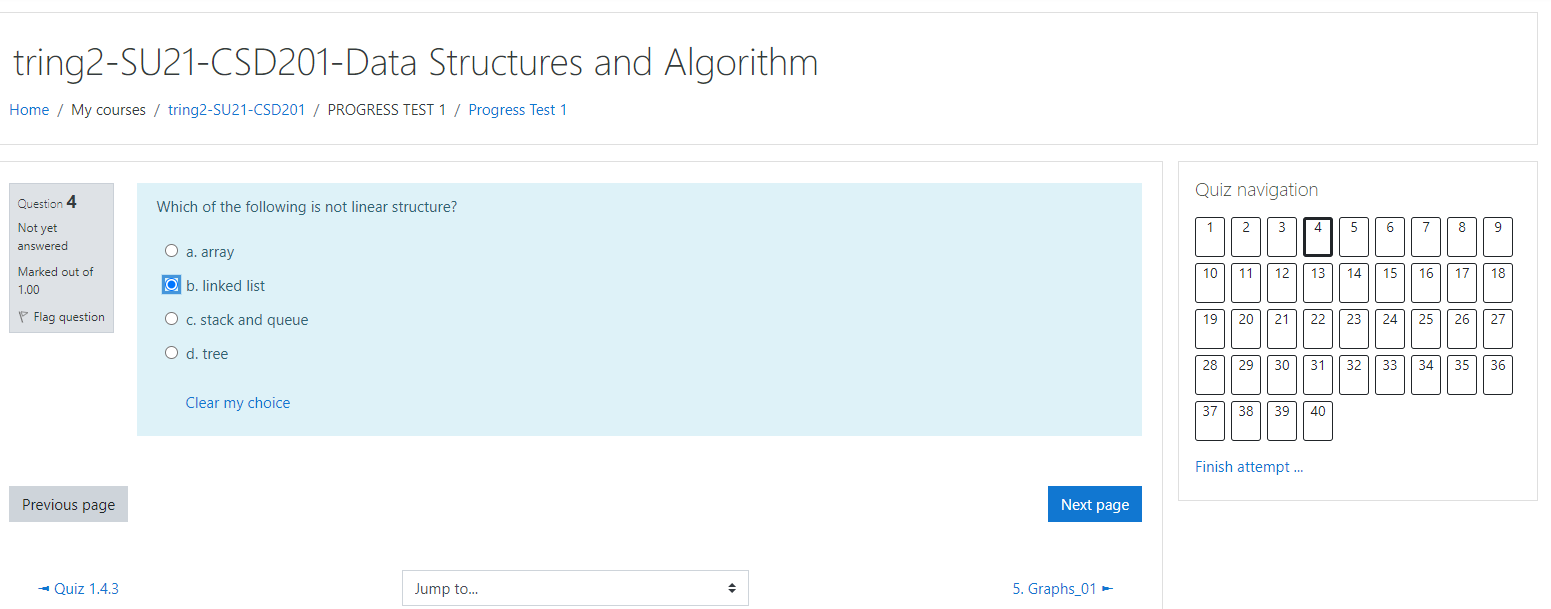 tring2-SU21-CSD201-Data Structures and Algorithm
Home / My courses / tring2-SU21-CSD201 / PROGRESS TEST 1 / Progress Test 1
Question 4
Not yet
answered
Marked out of
1.00
Flag question
Which of the following is not linear structure?
a. array
b. linked list
c. stack and queue
d. tree
Clear my choice
Previous page
Next page
◄ Quiz 1.4.3
Jump to...
5. Graphs_01 ►
Quiz navigation
1 2 3 4 5 6 7 8 9
10 11 12 13 14 15 16 17 18
19 20 21 22 23 24 25 26 27
28 29 30 31 32 33 34 35 36
37 38 39 40
Finish attempt ...